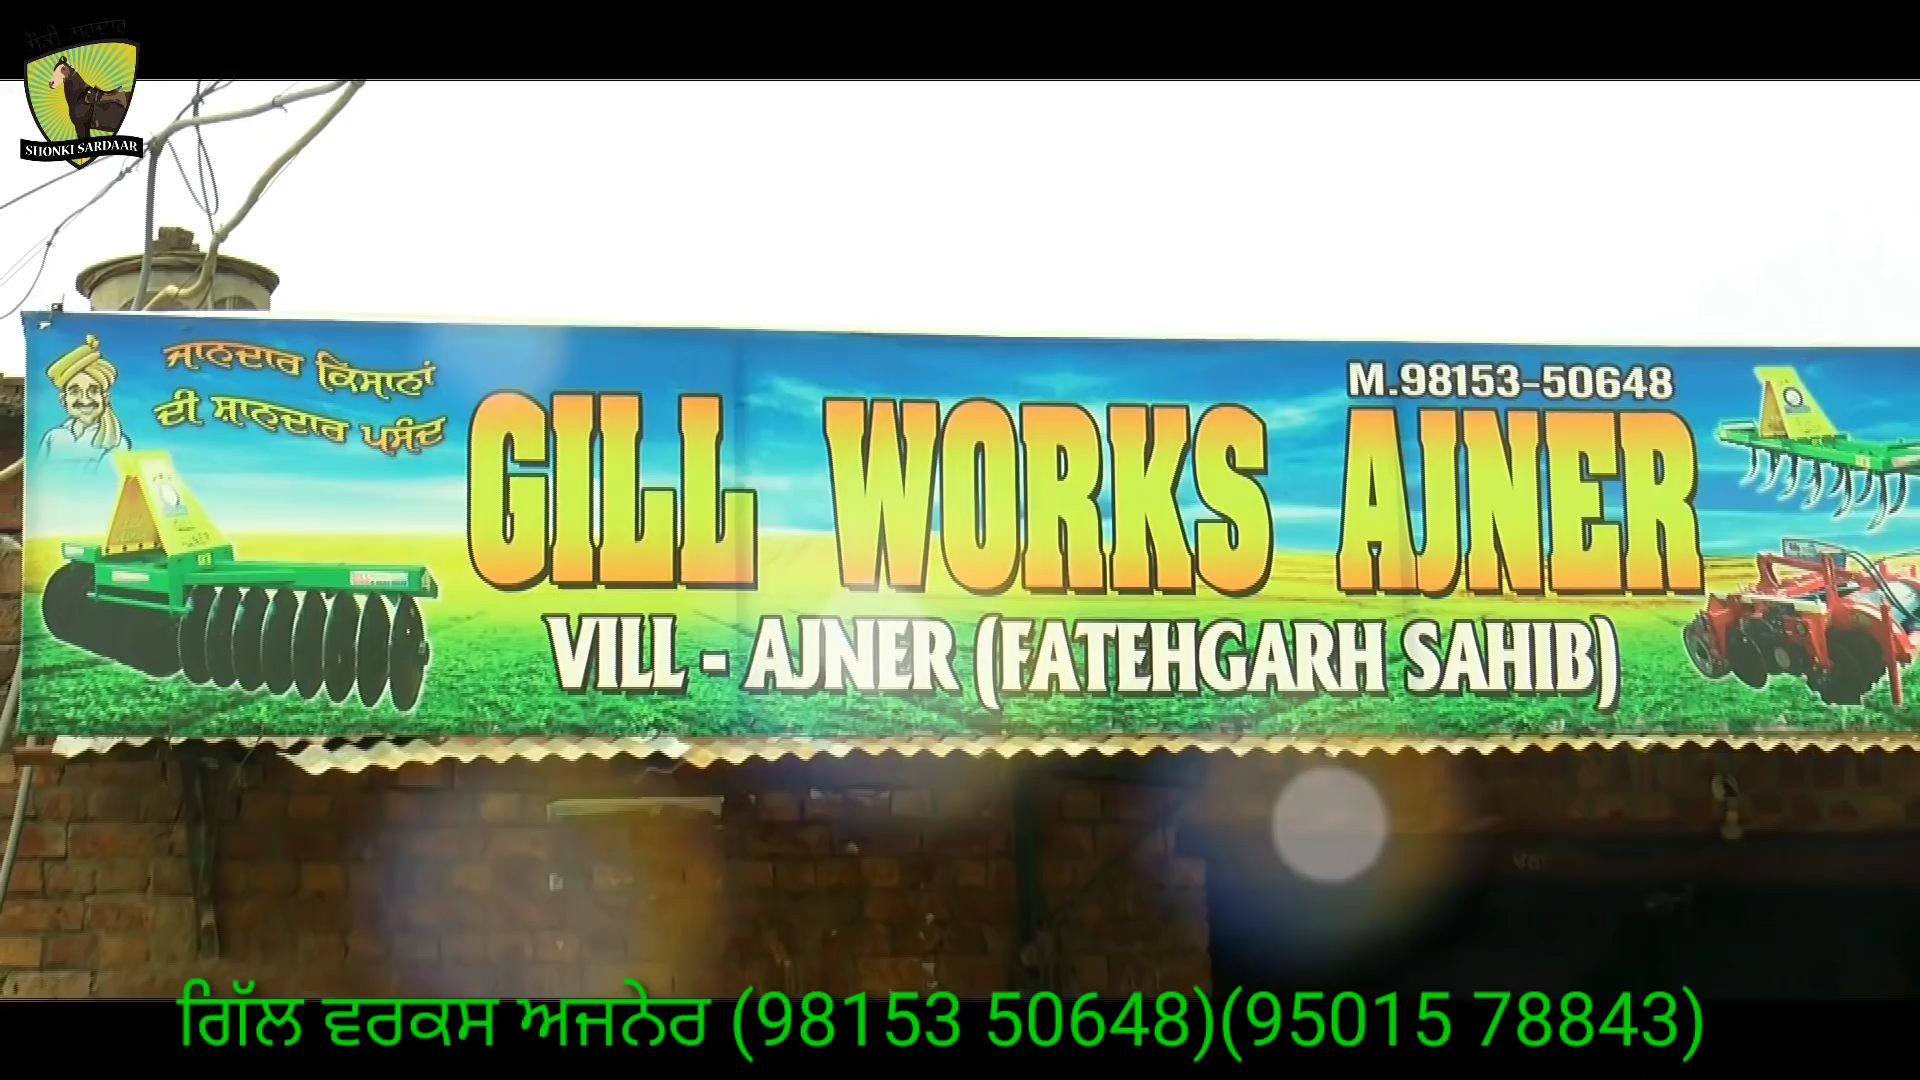 ਸ਼ੌਂਕੀ ਸਰਦਾਰ
SHONKI SARDAAR
ਜਾਨਦਾਰ ਕਿਸਾਨਾਂ
ਦੀ ਸ਼ਾਨਦਾਰ ਪਸੰਦ
M.98153-50648
GILL WORKS AJNER
VILL - AJNER (FATEHGARH SAHIB)
ਗਿੱਲ ਵਰਕਸ ਅਜਨੇਰ (98153 50648)(95015 78843)